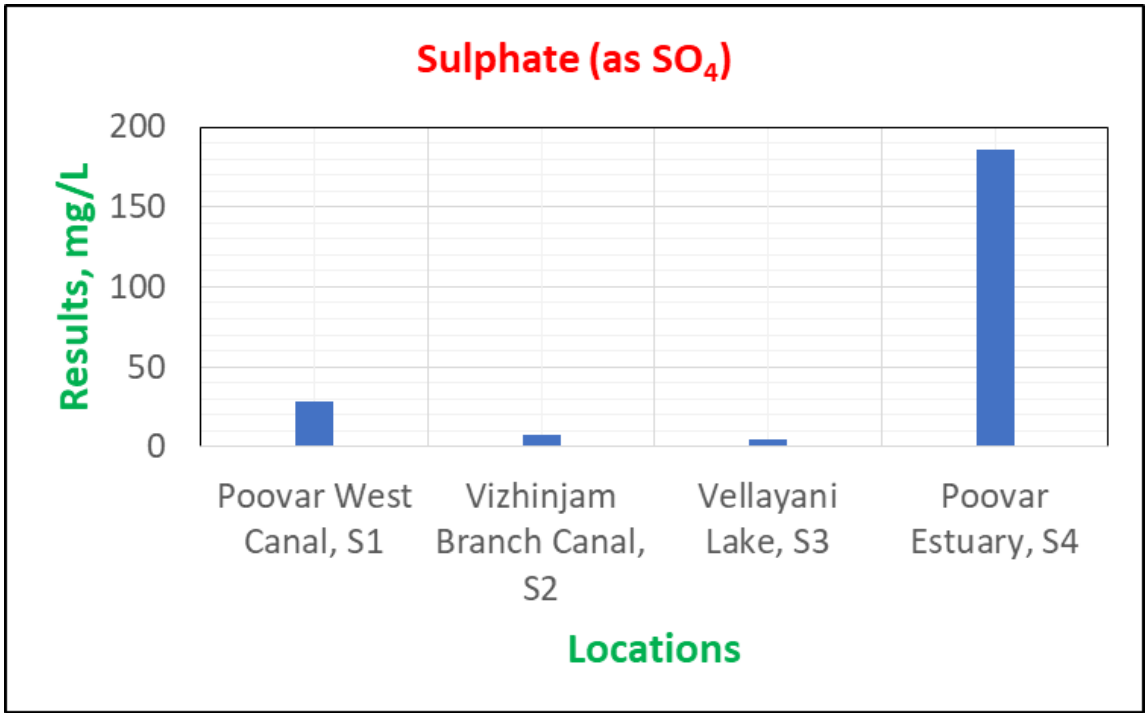 Sulphate (as SO₄)
Results, mg/L
200
150
100
50
0
Poovar West
Canal, S1
Vizhinjam
Branch Canal,
S2
Vellayani
Lake, S3
Poovar
Estuary, S4
Locations